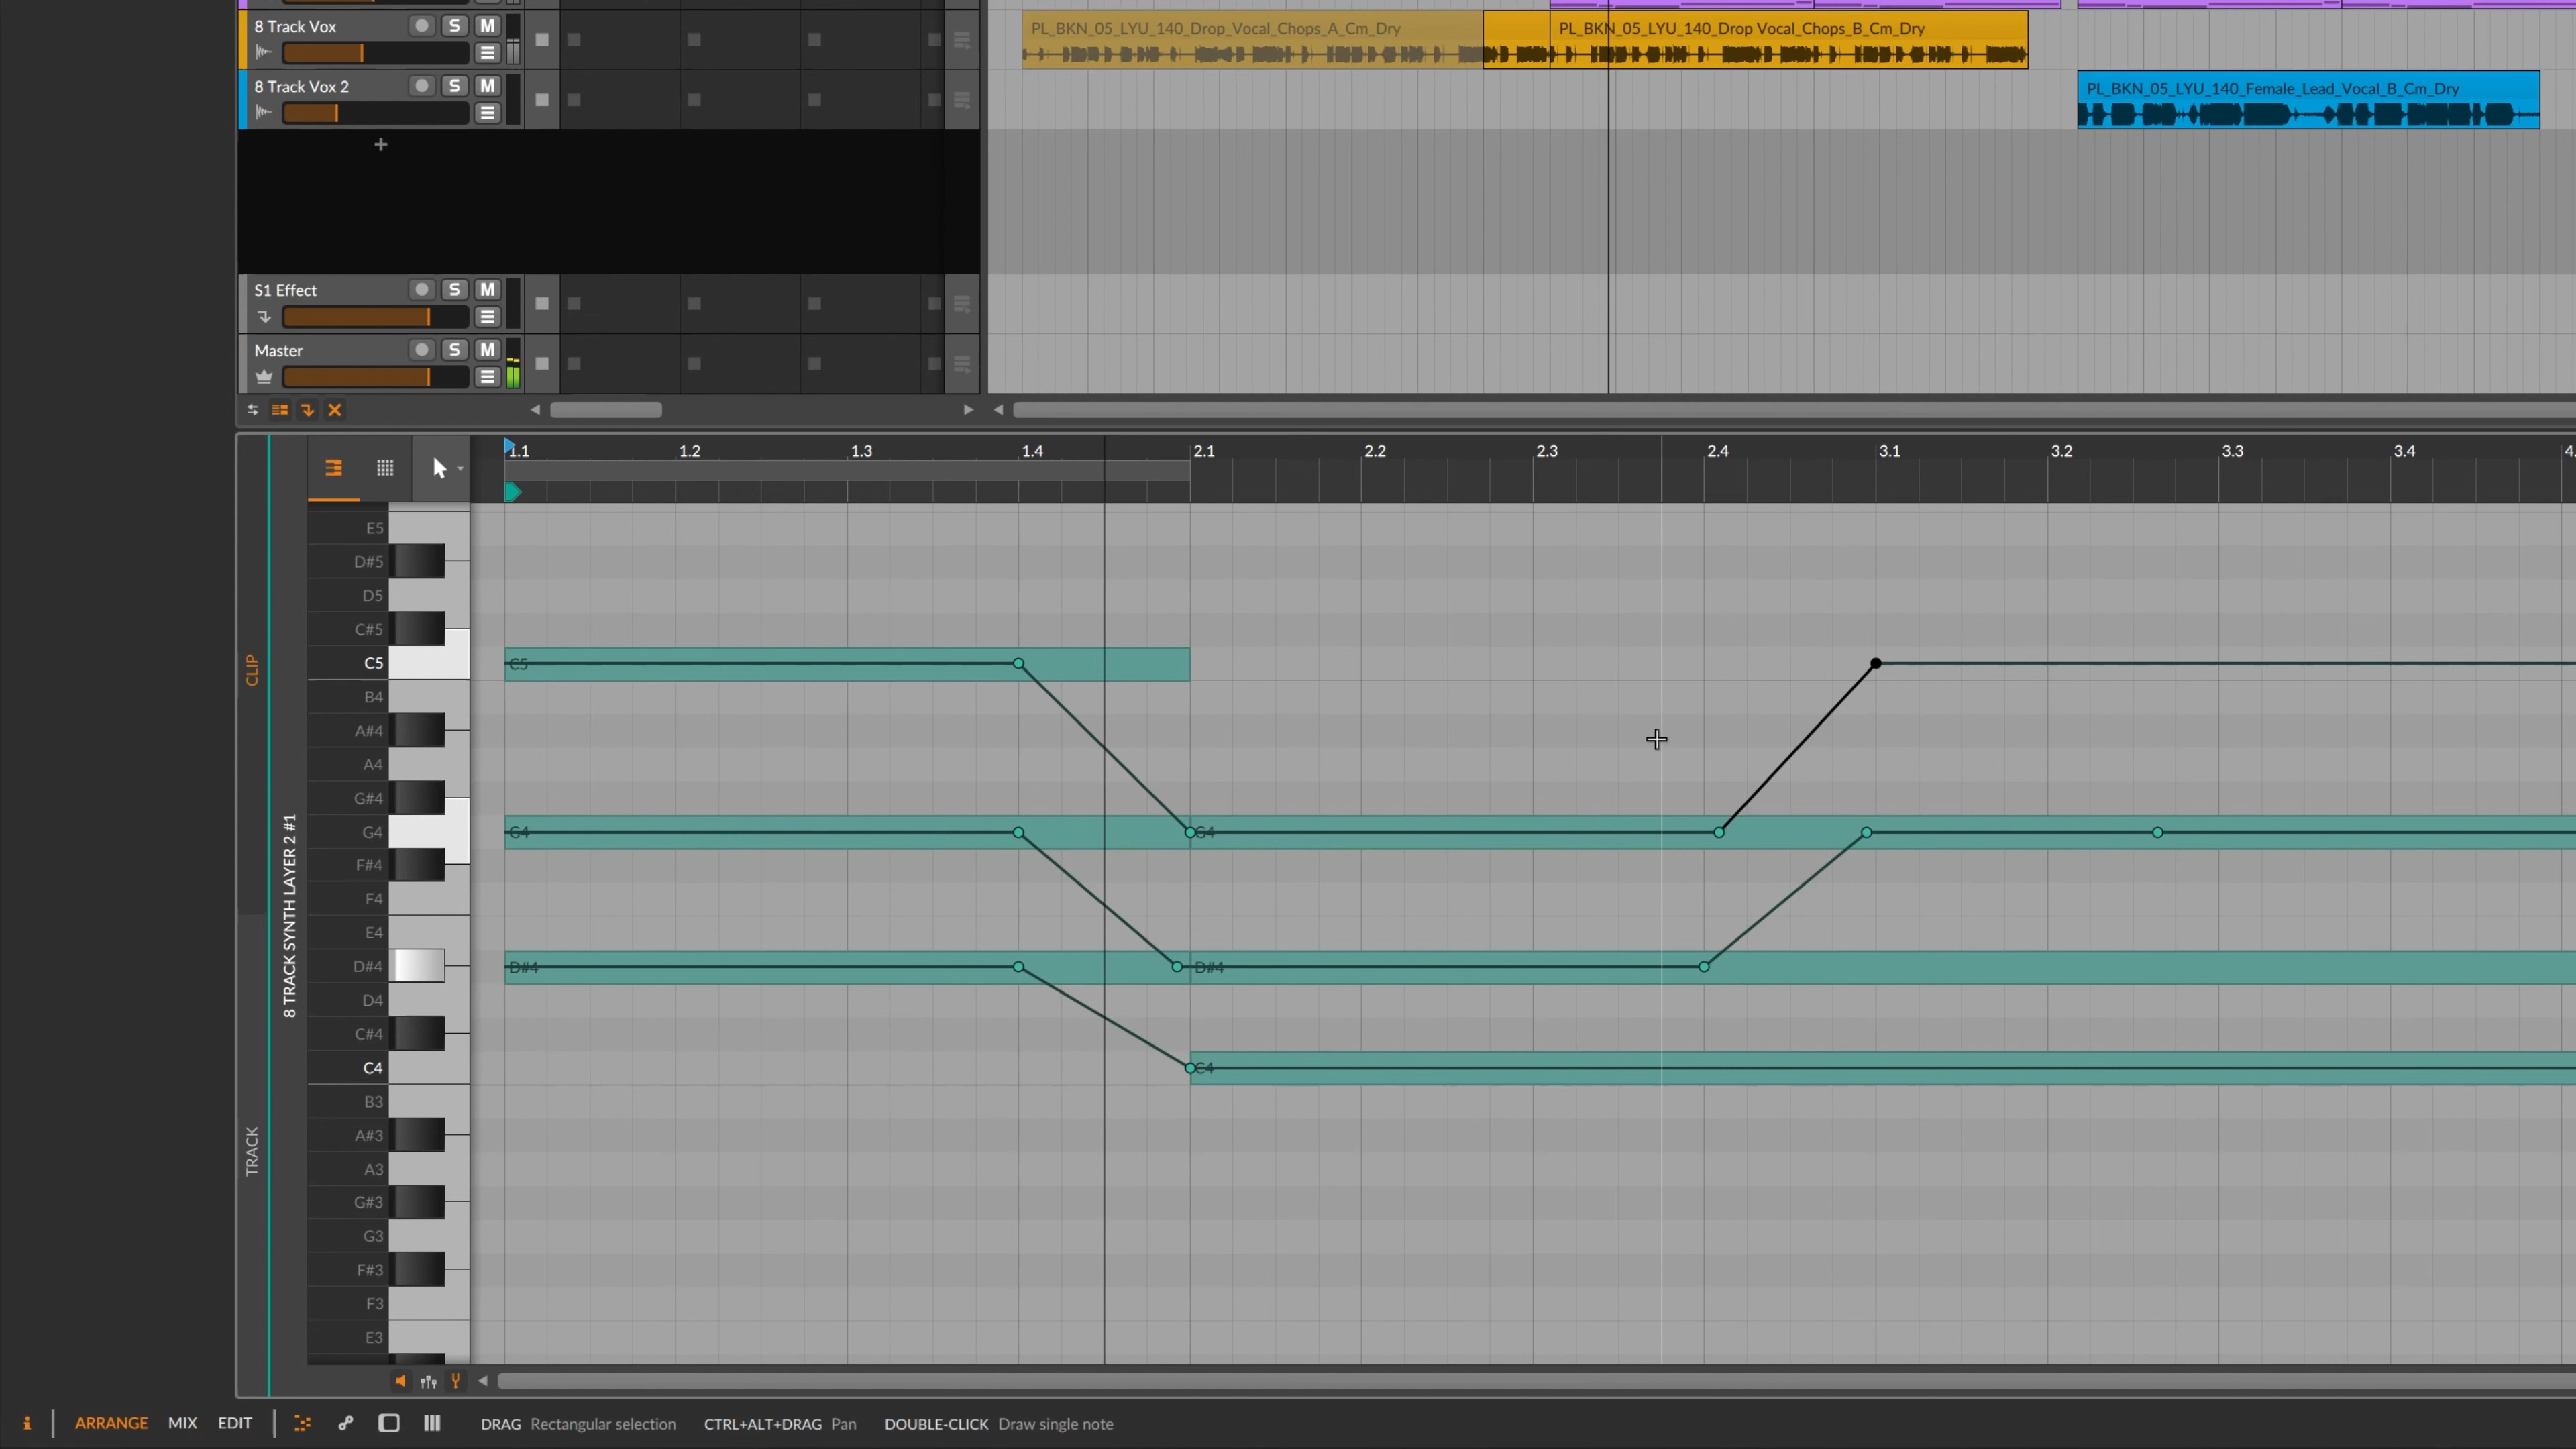 8 Track Vox
S
M
PL_BKN_05_LYU_140_Drop_Vocal_Chops_A_Cm_Dry
PL_BKN_05_LYU_140_Drop Vocal_Chops_B_Cm_Dry
8 Track Vox 2
S
M
PL_BKN_05_LYU_140_Female_Lead_Vocal_B_Cm_Dry
S1 Effect
S
M
Master
S
M
1.1
1.2
1.3
1.4
2.1
2.2
2.3
2.4
3.1
3.2
3.3
3.4
4.
CLIP
TRACK
8 TRACK SYNTH LAYER 2 #1
E5
D#5
D5
C#5
C5
B4
A#4
A4
G#4
G4
F#4
F4
E4
D#4
D4
C#4
C4
B3
A#3
A3
G#3
G3
F#3
F3
E3
C5
G4
G4
D#4
D#4
C4
ARRANGE
MIX
EDIT
DRAG Rectangular selection
CTRL+ALT+DRAG Pan
DOUBLE-CLICK Draw single note